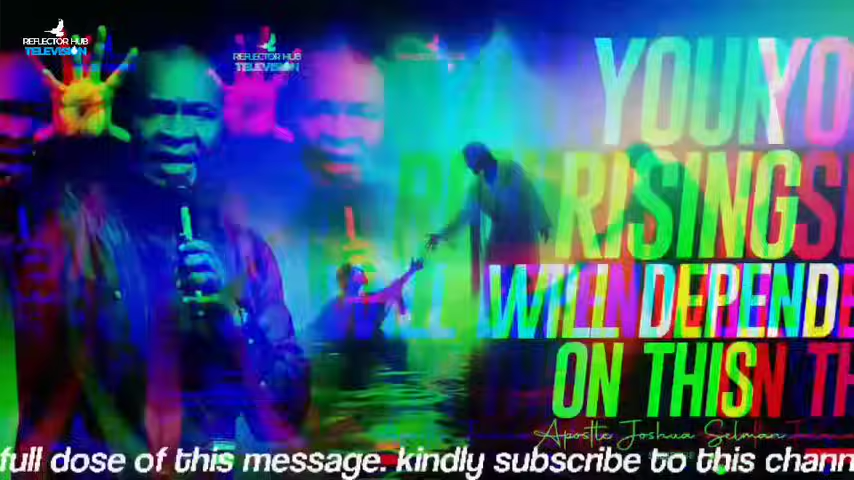 REFLECTOR HUB
TELEVISION
REFLECTOR HUB
TELEVISION
YOUR
RISING
WILL DEPEND
ON THIS
Apostle Joshua Selman
full dose of this message. kindly subscribe to this chann